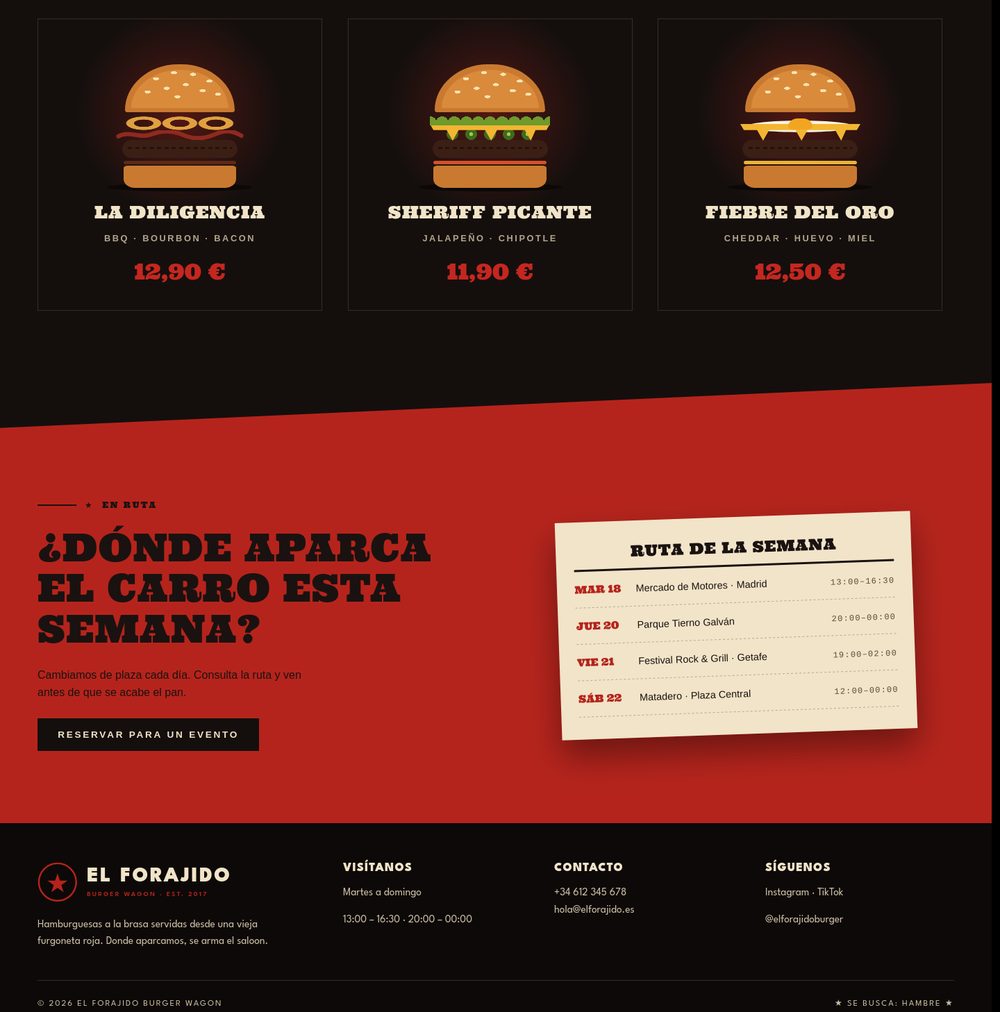 LA DILIGENCIA
BBQ · BOURBON · BACON
12,90 €
SHERIFF PICANTE
JALAPEÑO · CHIPOTLE
11,90 €
FIEBRE DEL ORO
CHEDDAR · HUEVO · MIEL
12,50 €
★ EN RUTA
¿DÓNDE APARCA
EL CARRO ESTA
SEMANA?
Cambiamos de plaza cada día. Consulta la ruta y ven
antes de que se acabe el pan.
RESERVAR PARA UN EVENTO
RUTA DE LA SEMANA
MAR 18 Mercado de Motores · Madrid 13:00–16:30
JUE 20 Parque Tierno Galván 20:00–00:00
VIE 21 Festival Rock & Grill · Getafe 19:00–02:00
SÁB 22 Matadero · Plaza Central 12:00–00:00
EL FORAJIDO
BURGER WAGON · EST. 2017
Hamburguesas a la brasa servidas desde una vieja
furgoneta roja. Donde aparcamos, se arma el saloon.
VISÍTANOS
Martes a domingo
13:00 – 16:30 · 20:00 – 00:00
CONTACTO
+34 612 345 678
hola@elforajido.es
SÍGUENOS
Instagram · TikTok
@elforajidoburger
© 2026 EL FORAJIDO BURGER WAGON
★ SE BUSCA: HAMBRE ★